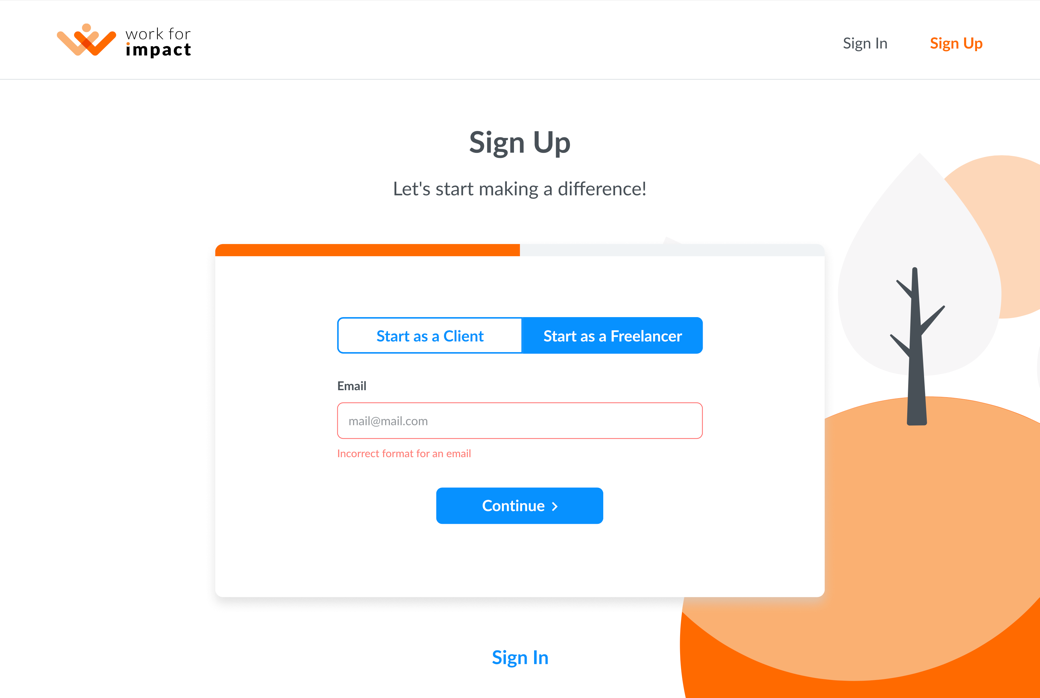 work for
impact
Sign In
Sign Up
Sign Up
Let's start making a difference!
Start as a Client
Start as a Freelancer
Email
mail@mail.com
Incorrect format for an email
Continue
Sign In